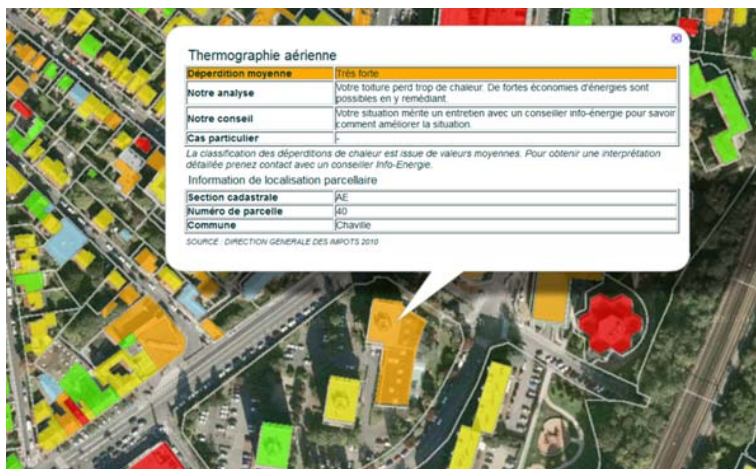 Thermographie aérienne
Déperdition moyenne Très forte
Notre analyse Votre toiture perd trop de chaleur. De fortes économies d'énergies sont
possibles en y remédiant.
Notre conseil Votre situation mérite un entretien avec un conseiller info-énergie pour savoir
comment améliorer la situation.
Cas particulier -
La classification des déperditions de chaleur est issue de valeurs moyennes. Pour obtenir une interprétation
détaillée prenez contact avec un conseiller Info-Energie.
Information de localisation parcellaire
Section cadastrale AE
Numéro de parcelle 40
Commune Chaville
SOURCE : DIRECTION GENERALE DES IMPOTS 2010